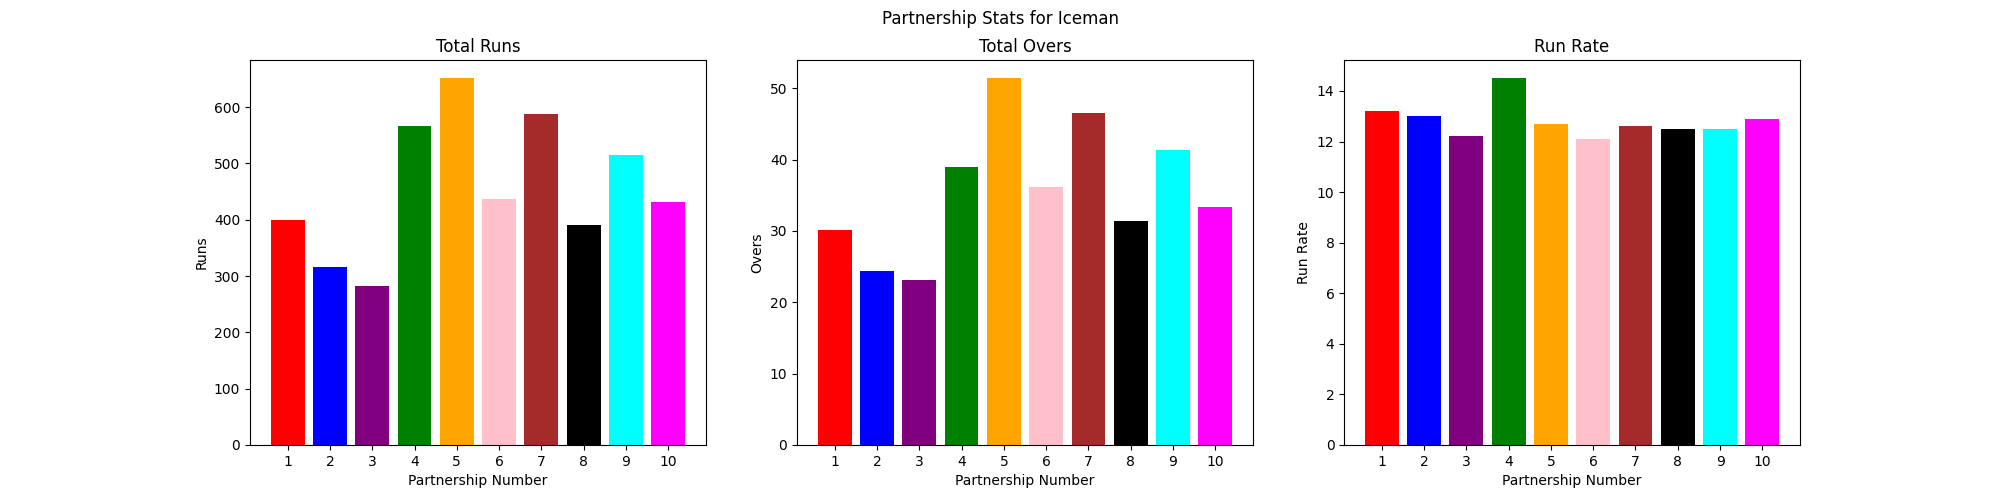 Partnership Stats for Iceman
Total Runs
Runs
600
500
400
300
200
100
0
1 2 3 4 5 6 7 8 9 10
Partnership Number
Total Overs
Overs
50
40
30
20
10
0
1 2 3 4 5 6 7 8 9 10
Partnership Number
Run Rate
Run Rate
14
12
10
8
6
4
2
0
1 2 3 4 5 6 7 8 9 10
Partnership Number